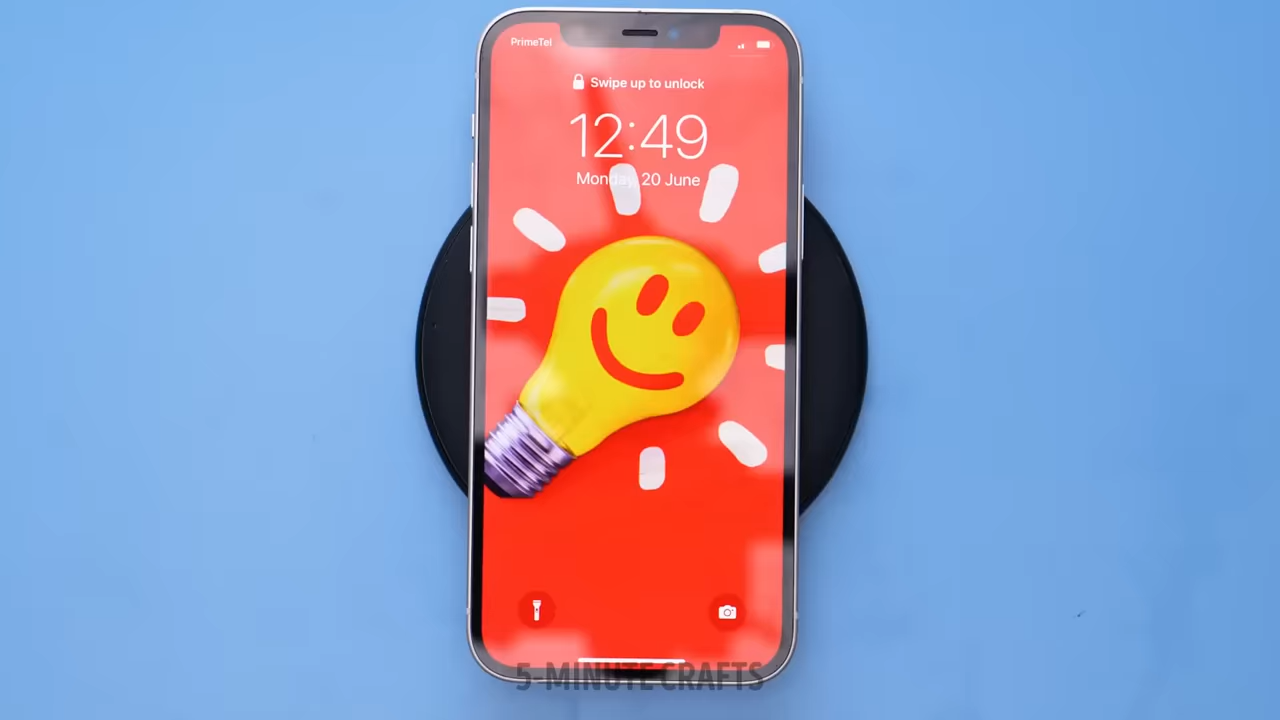 PrimeTel
Swipe up to unlock
12:49
Monday, 20 June
5-MINUTE CRAFTS